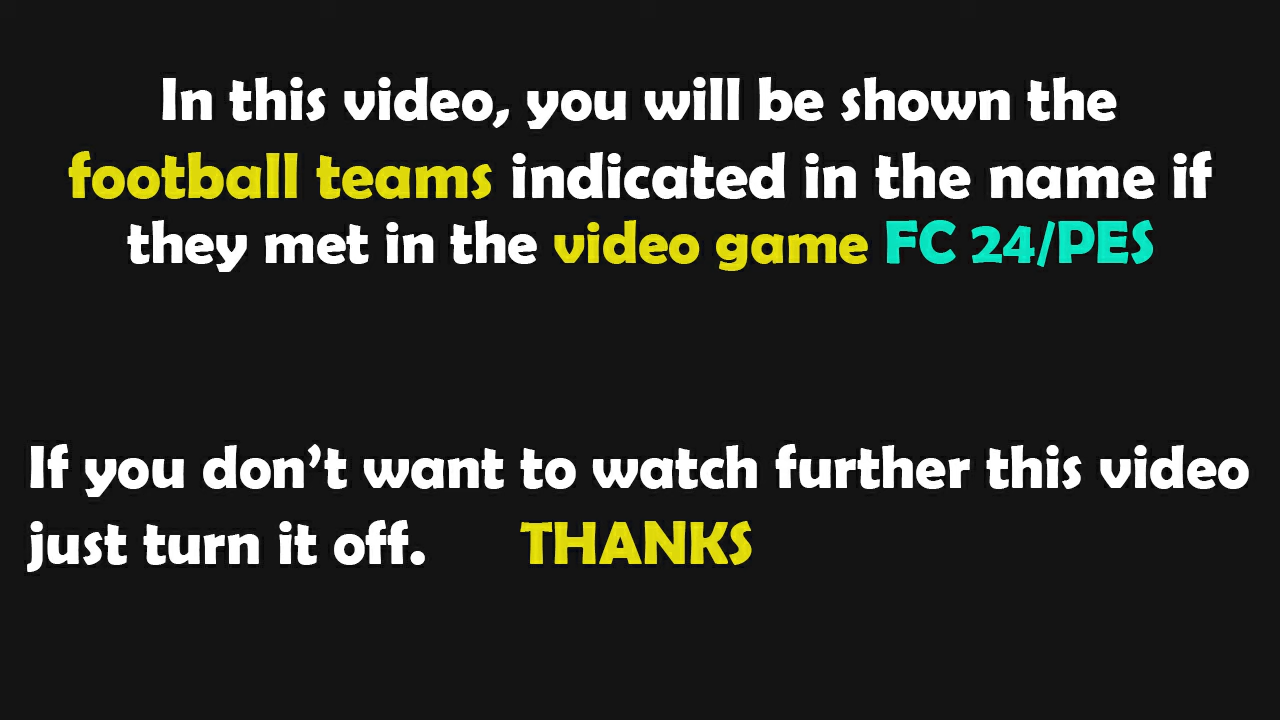 In this video, you will be shown the
football teams indicated in the name if
they met in the video game FC 24/PES
If you don’t want to watch further this video
just turn it off. THANKS